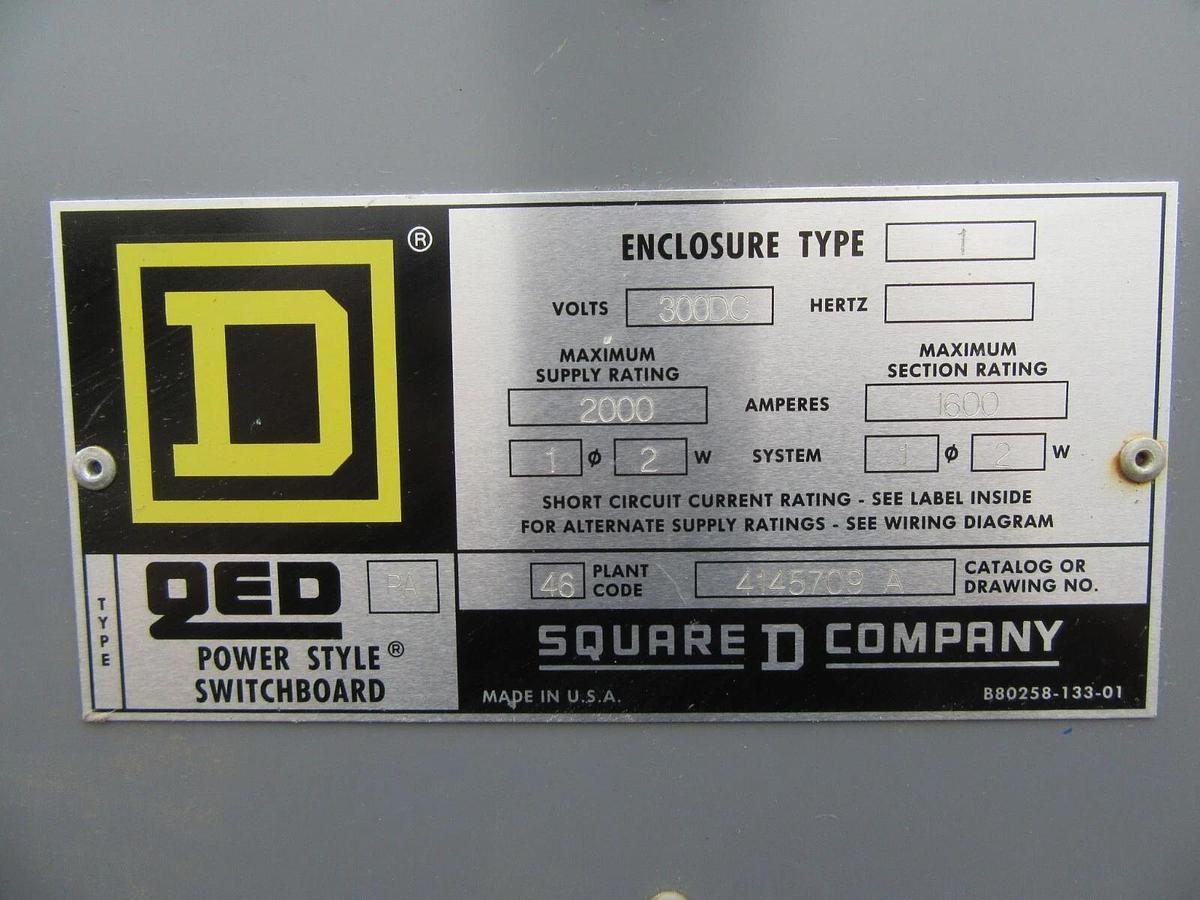 D ®
ENCLOSURE TYPE 1
VOLTS 300DC HERTZ
MAXIMUM SUPPLY RATING
MAXIMUM SECTION RATING
2000 AMPERES 1600
1 ø 2 W SYSTEM 1 ø 2 W
SHORT CIRCUIT CURRENT RATING - SEE LABEL INSIDE
FOR ALTERNATE SUPPLY RATINGS - SEE WIRING DIAGRAM
TYPE
QED PA
POWER STYLE®
SWITCHBOARD
46 PLANT CODE 4145709 A CATALOG OR DRAWING NO.
SQUARE D COMPANY
MADE IN U.S.A. B80258-133-01